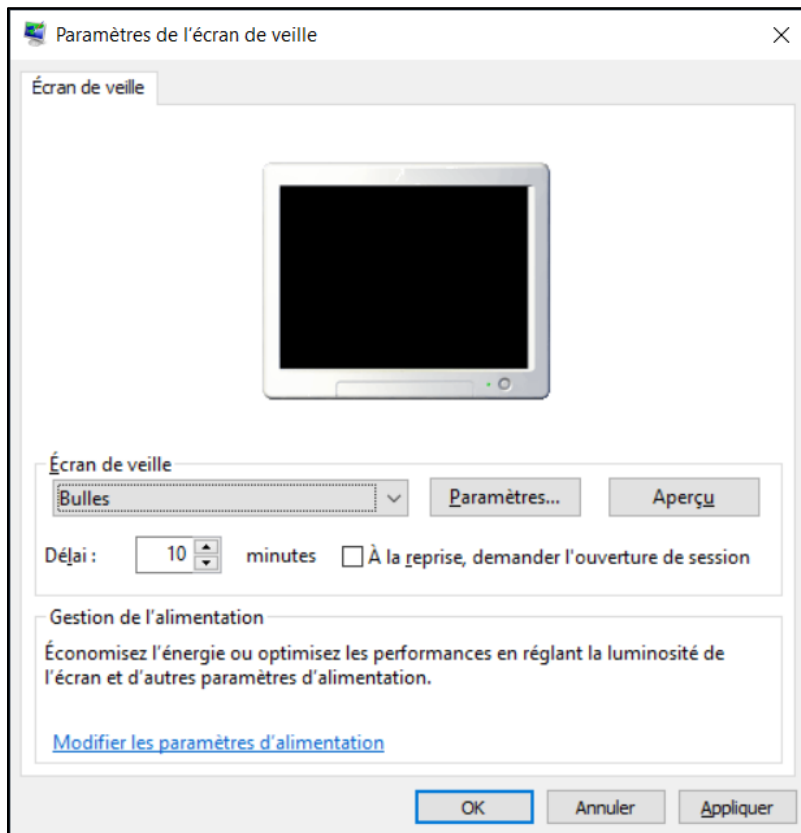 Paramètres de l’écran de veille
Écran de veille
Écran de veille
Bulles
Paramètres...
Aperçu
Délai :
10
minutes
À la reprise, demander l'ouverture de session
Gestion de l’alimentation
Économisez l’énergie ou optimisez les performances en réglant la luminosité de
l’écran et d’autres paramètres d’alimentation.
Modifier les paramètres d’alimentation
OK
Annuler
Appliquer